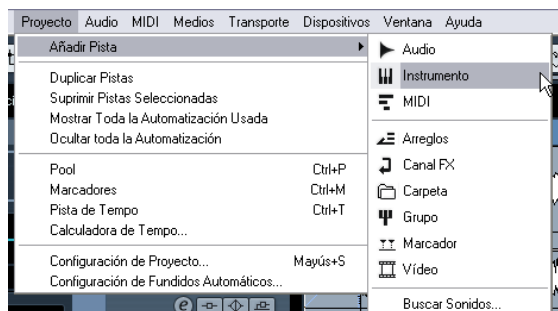 Proyecto Audio MIDI Medios Transporte Dispositivos Ventana Ayuda
Añadir Pista
Duplicar Pistas
Suprimir Pistas Seleccionadas
Mostrar Toda la Automatización Usada
Ocultar toda la Automatización
Pool Ctrl+P
Marcadores Ctrl+M
Pista de Tempo Ctrl+T
Calculadora de Tempo...
Configuración de Proyecto... Mayús+S
Configuración de Fundidos Automáticos...
Audio
Instrumento
MIDI
Arreglos
Canal FX
Carpeta
Grupo
Marcador
Vídeo
Buscar Sonidos...